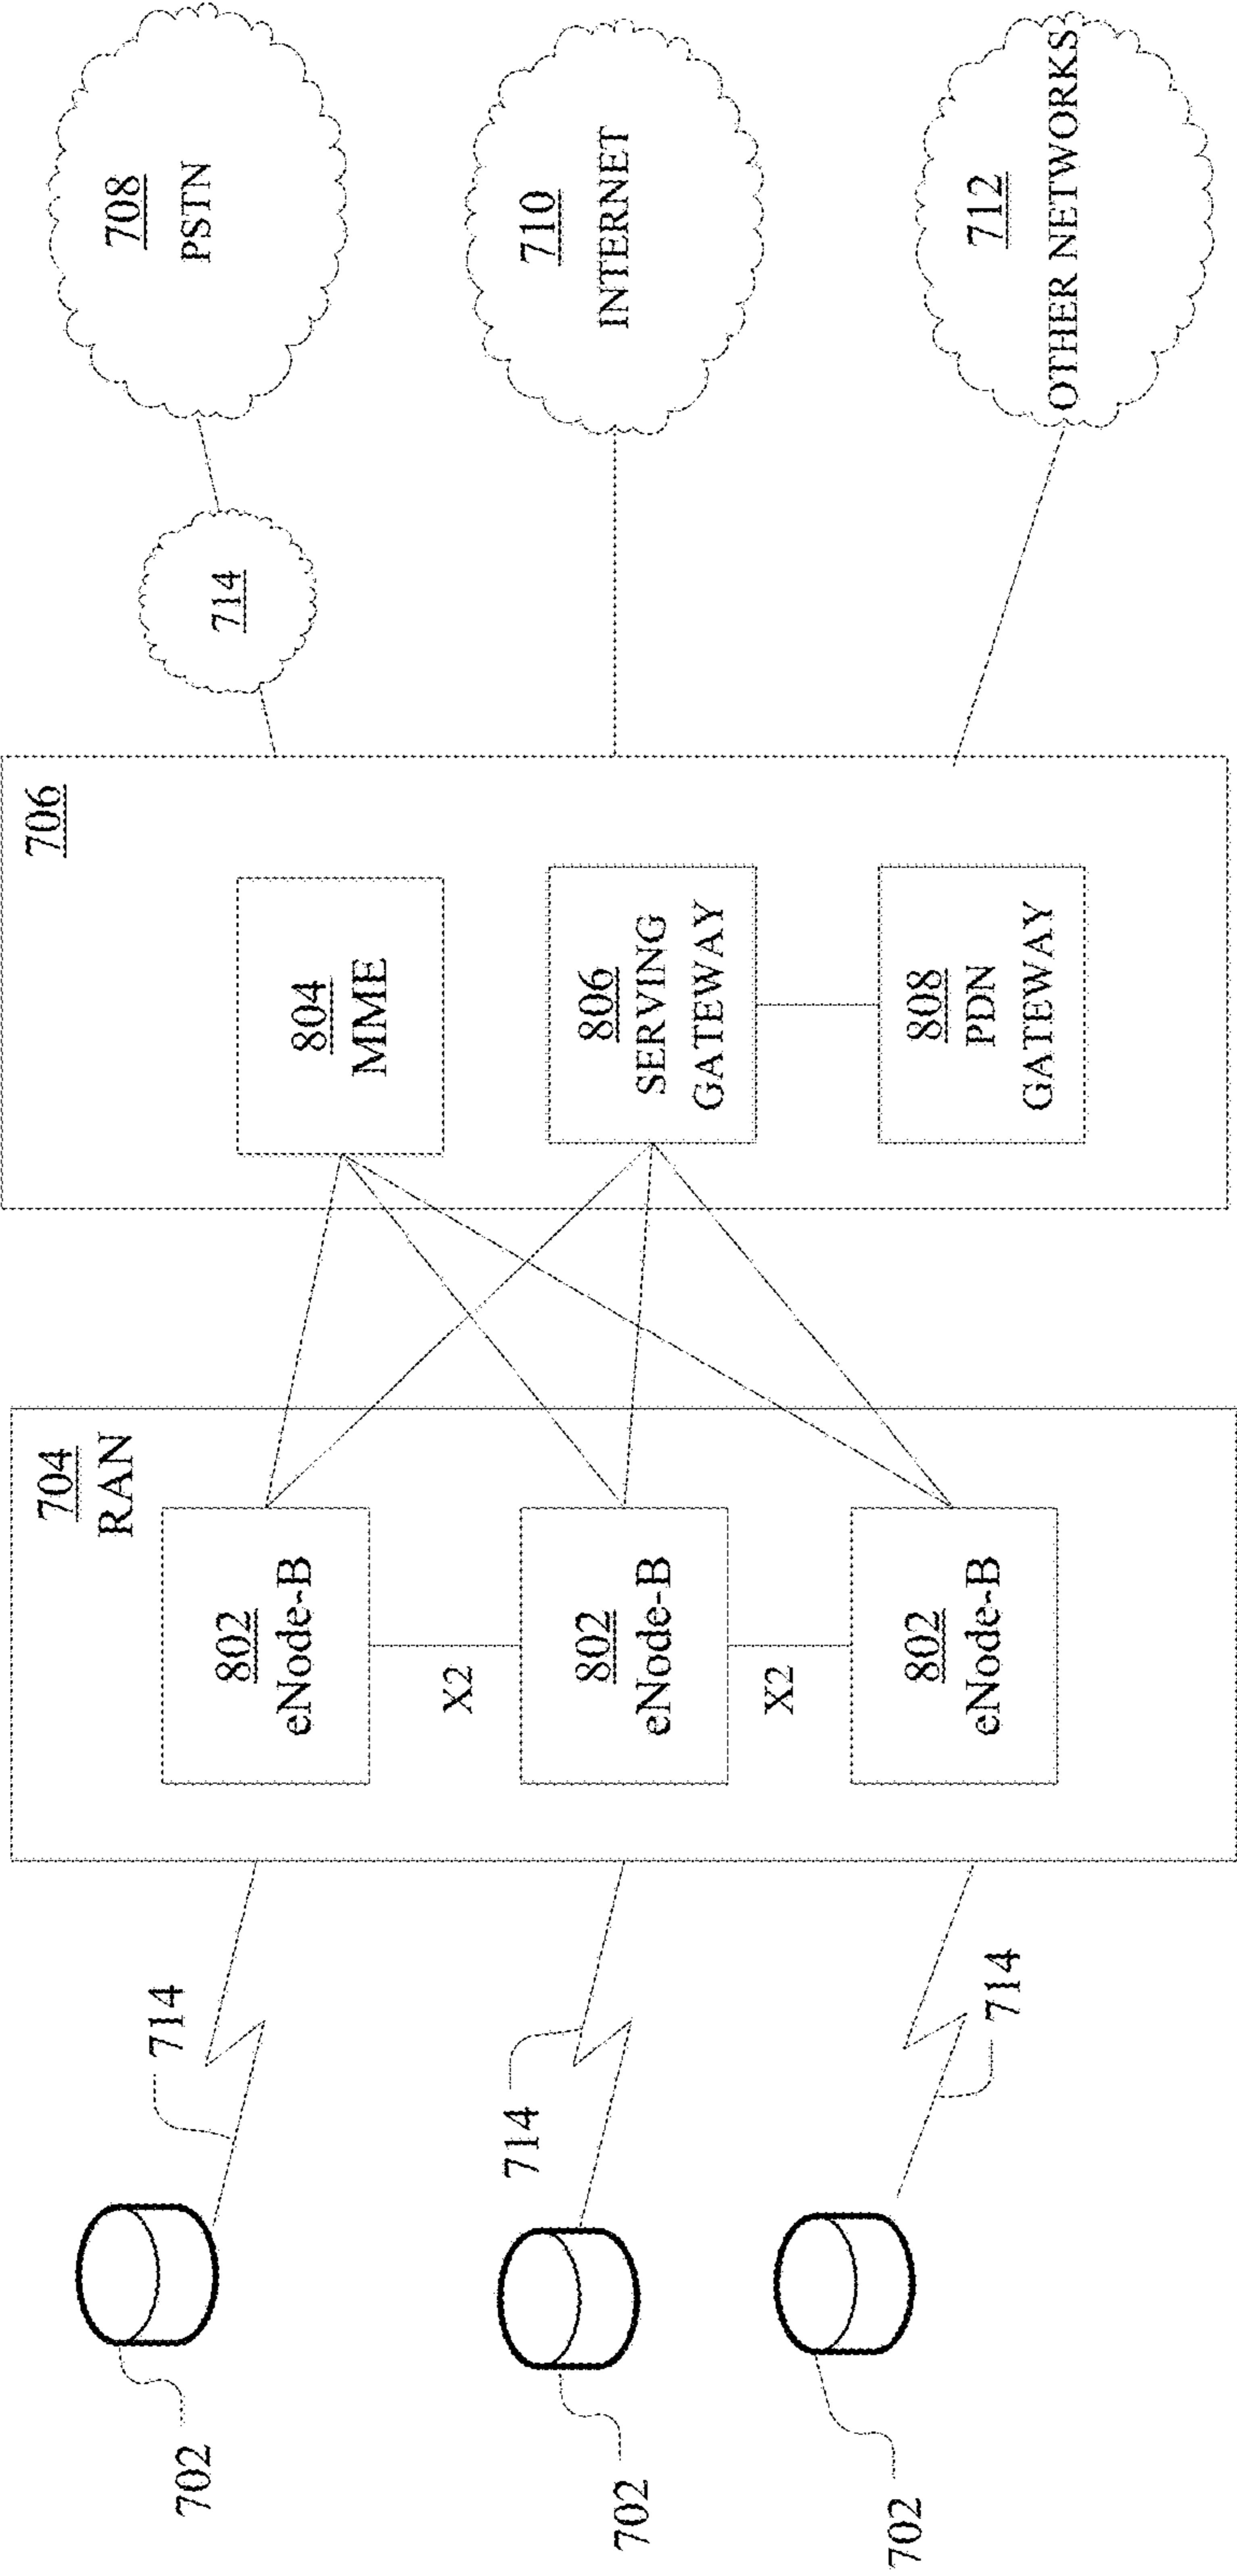 702
702
702
714
714
714
704
RAN
802
eNode-B
X2
802
eNode-B
X2
802
eNode-B
706
804
MME
806
SERVING
GATEWAY
808
PDN
GATEWAY
714
708
PSTN
710
INTERNET
712
OTHER NETWORKS